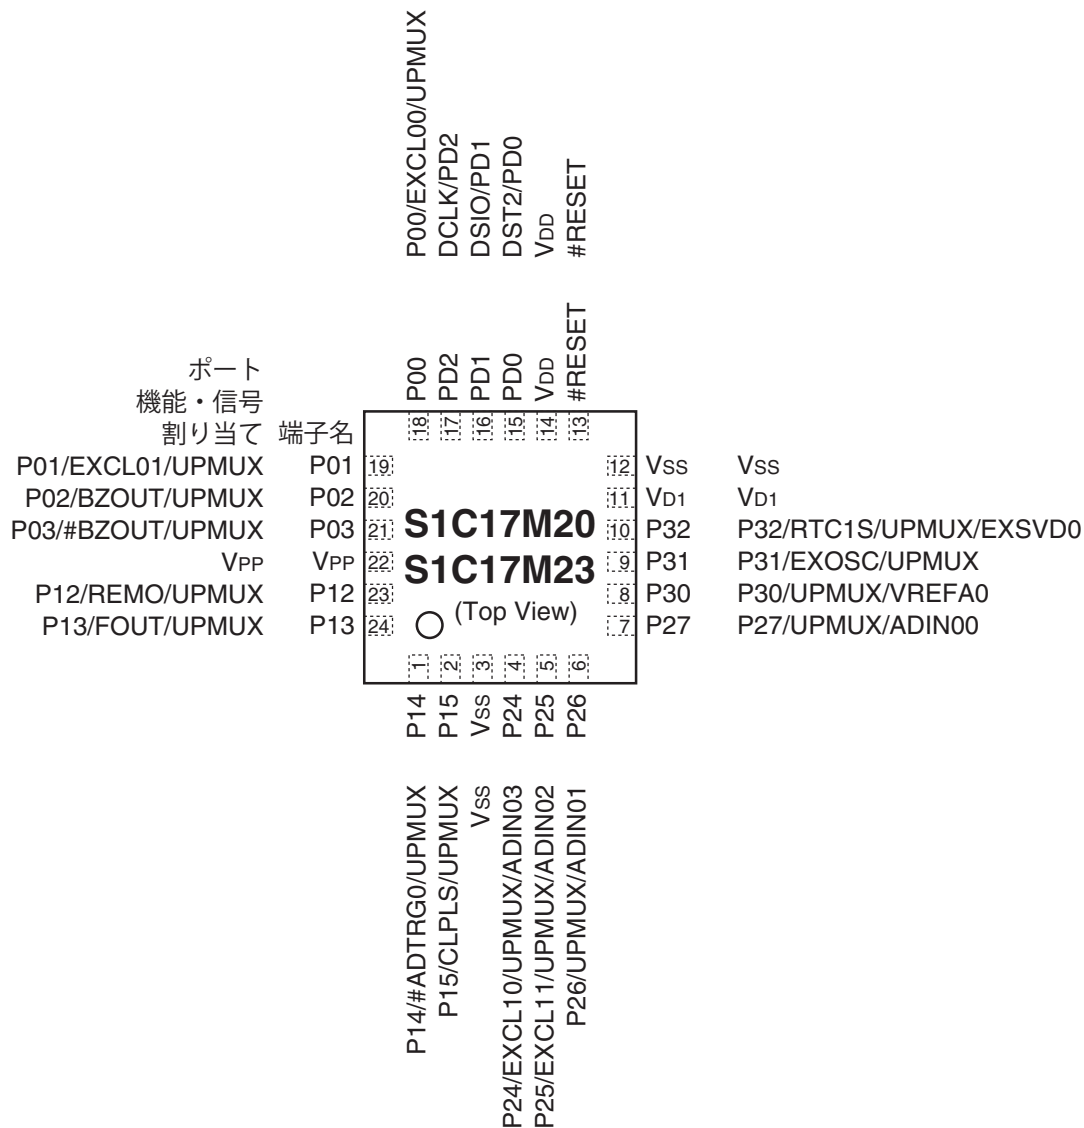 P00/EXCL00/UPMUX
DCLK/PD2
DSIO/PD1
DST2/PD0
VDD
#RESET
P00
PD2
PD1
PD0
VDD
#RESET
ポート
機能・信号
割り当て 端子名
18 17 16 15 14 13
P01/EXCL01/UPMUX P01 19
P02/BZOUT/UPMUX P02 20
P03/#BZOUT/UPMUX P03 21
VPP VPP 22
P12/REMO/UPMUX P12 23
P13/FOUT/UPMUX P13 24
S1C17M20
S1C17M23
(Top View)
12 VSS VSS
11 VD1 VD1
10 P32 P32/RTC1S/UPMUX/EXSVD0
9 P31 P31/EXOSC/UPMUX
8 P30 P30/UPMUX/VREFA0
7 P27 P27/UPMUX/ADIN00
1 2 3 4 5 6
P14
P15
VSS
P24
P25
P26
P14/#ADTRG0/UPMUX
P15/CLPLS/UPMUX
VSS
P24/EXCL10/UPMUX/ADIN03
P25/EXCL11/UPMUX/ADIN02
P26/UPMUX/ADIN01